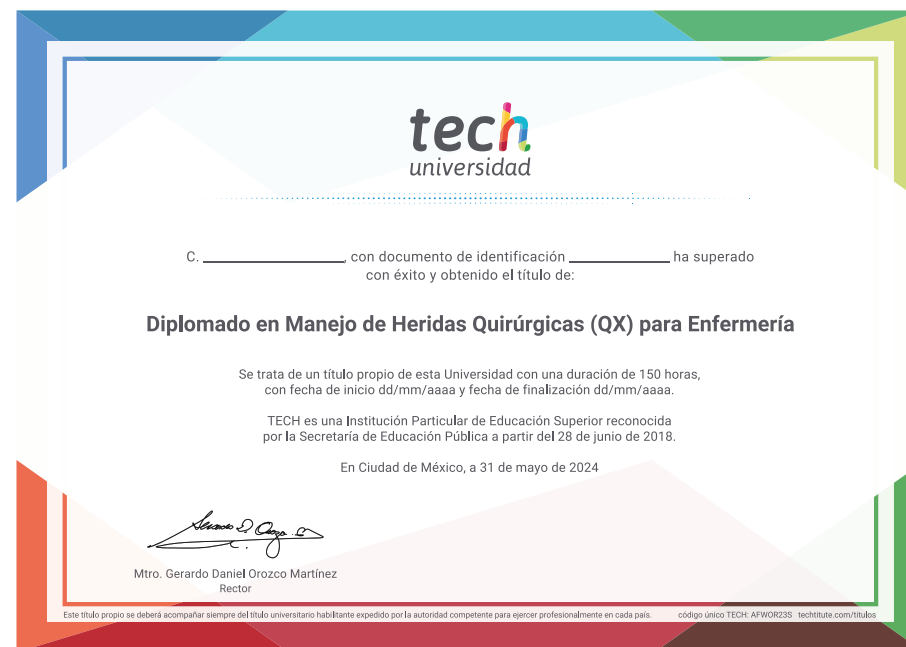 tech
universidad
C. ____________, con documento de identificación ____________ ha superado
con éxito y obtenido el título de:
Diplomado en Manejo de Heridas Quirúrgicas (QX) para Enfermería
Se trata de un título propio de esta Universidad con una duración de 150 horas,
con fecha de inicio dd/mm/aaaa y fecha de finalización dd/mm/aaaa.
TECH es una Institución Particular de Educación Superior reconocida
por la Secretaría de Educación Pública a partir del 28 de junio de 2018.
En Ciudad de México, a 31 de mayo de 2024
Mtro. Gerardo Daniel Orozco Martínez
Rector
Este título propio se deberá acompañar siempre del título universitario habilitante expedido por la autoridad competente para ejercer profesionalmente en cada país. código único TECH: AFWOR23S techtitute.com/titulos